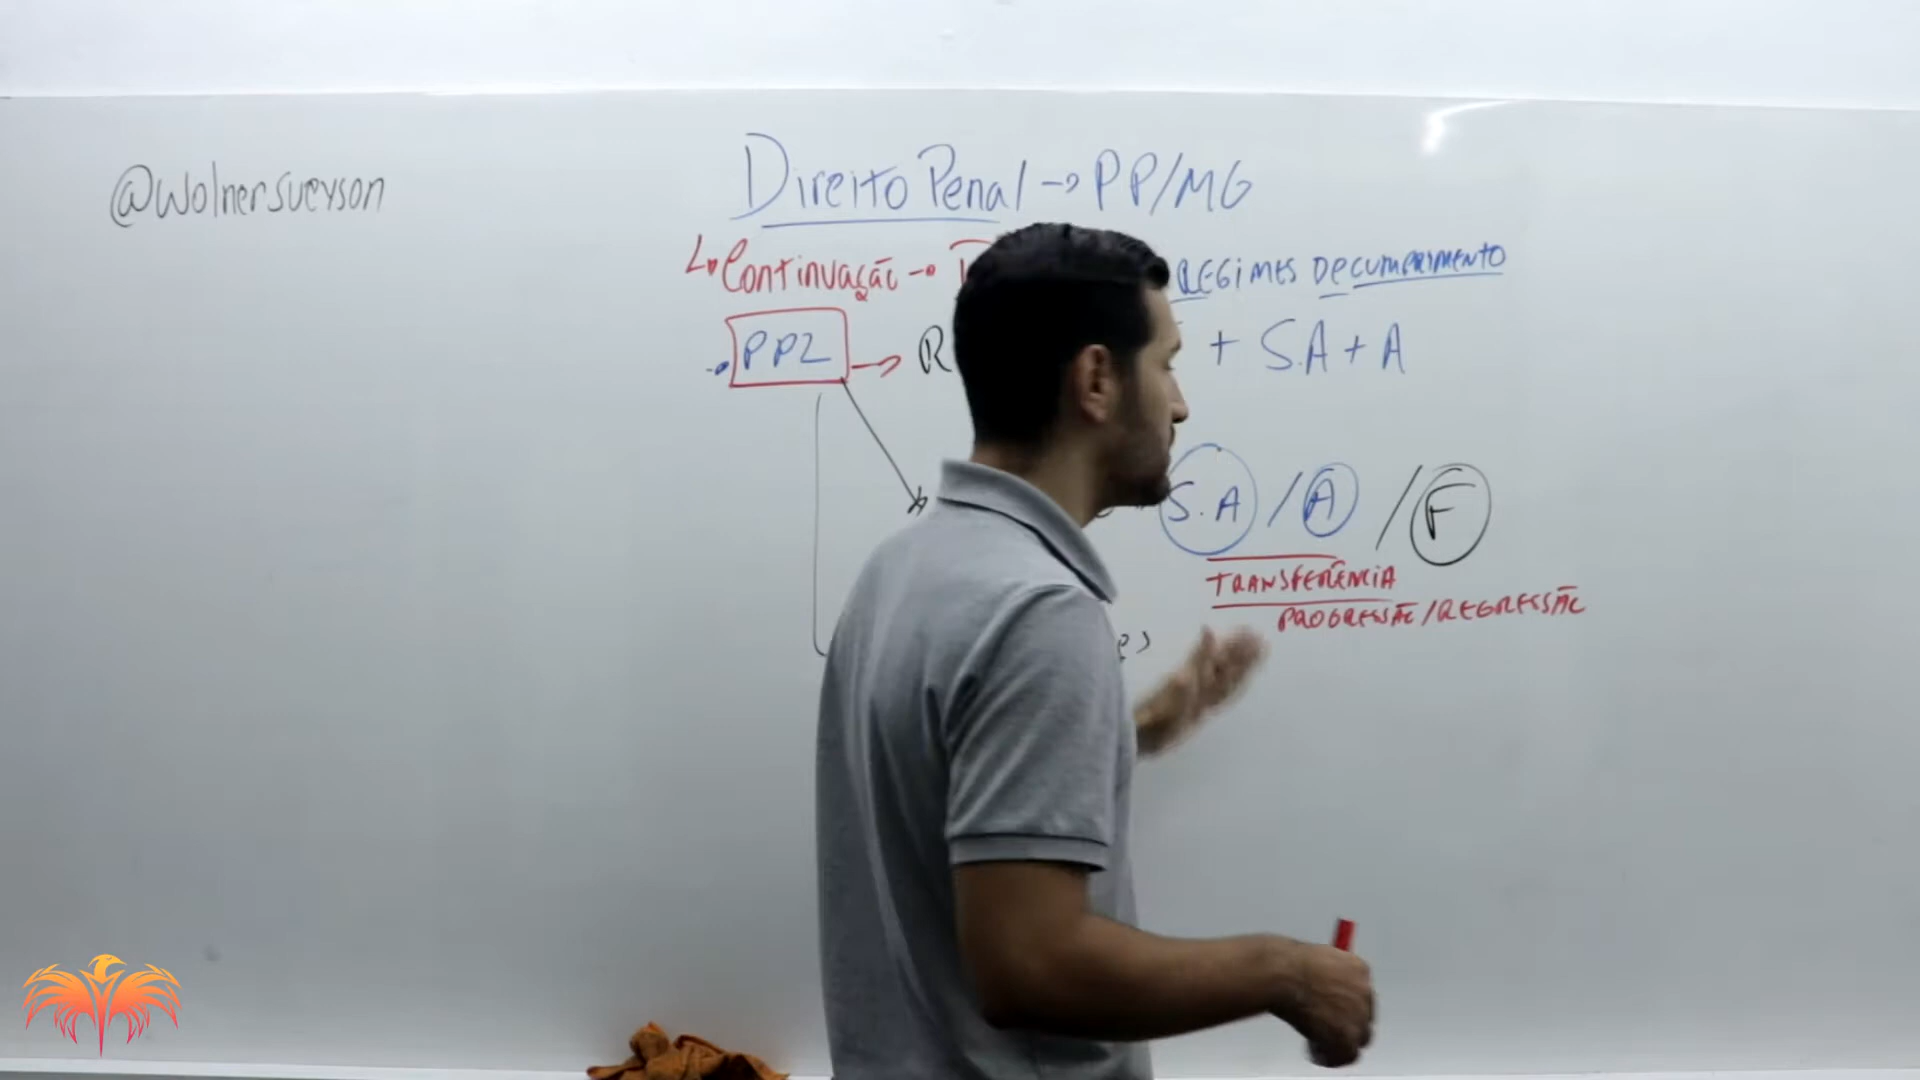 @wolnersueyson
Direito Penal → PP/MG
↳ Continuação → REGIMES DE CUMPRIMENTO
• PPL → R + S.A + A
S.A / A / F
TRANSFERÊNCIA
PROGRESSÃO/REGRESSÃO